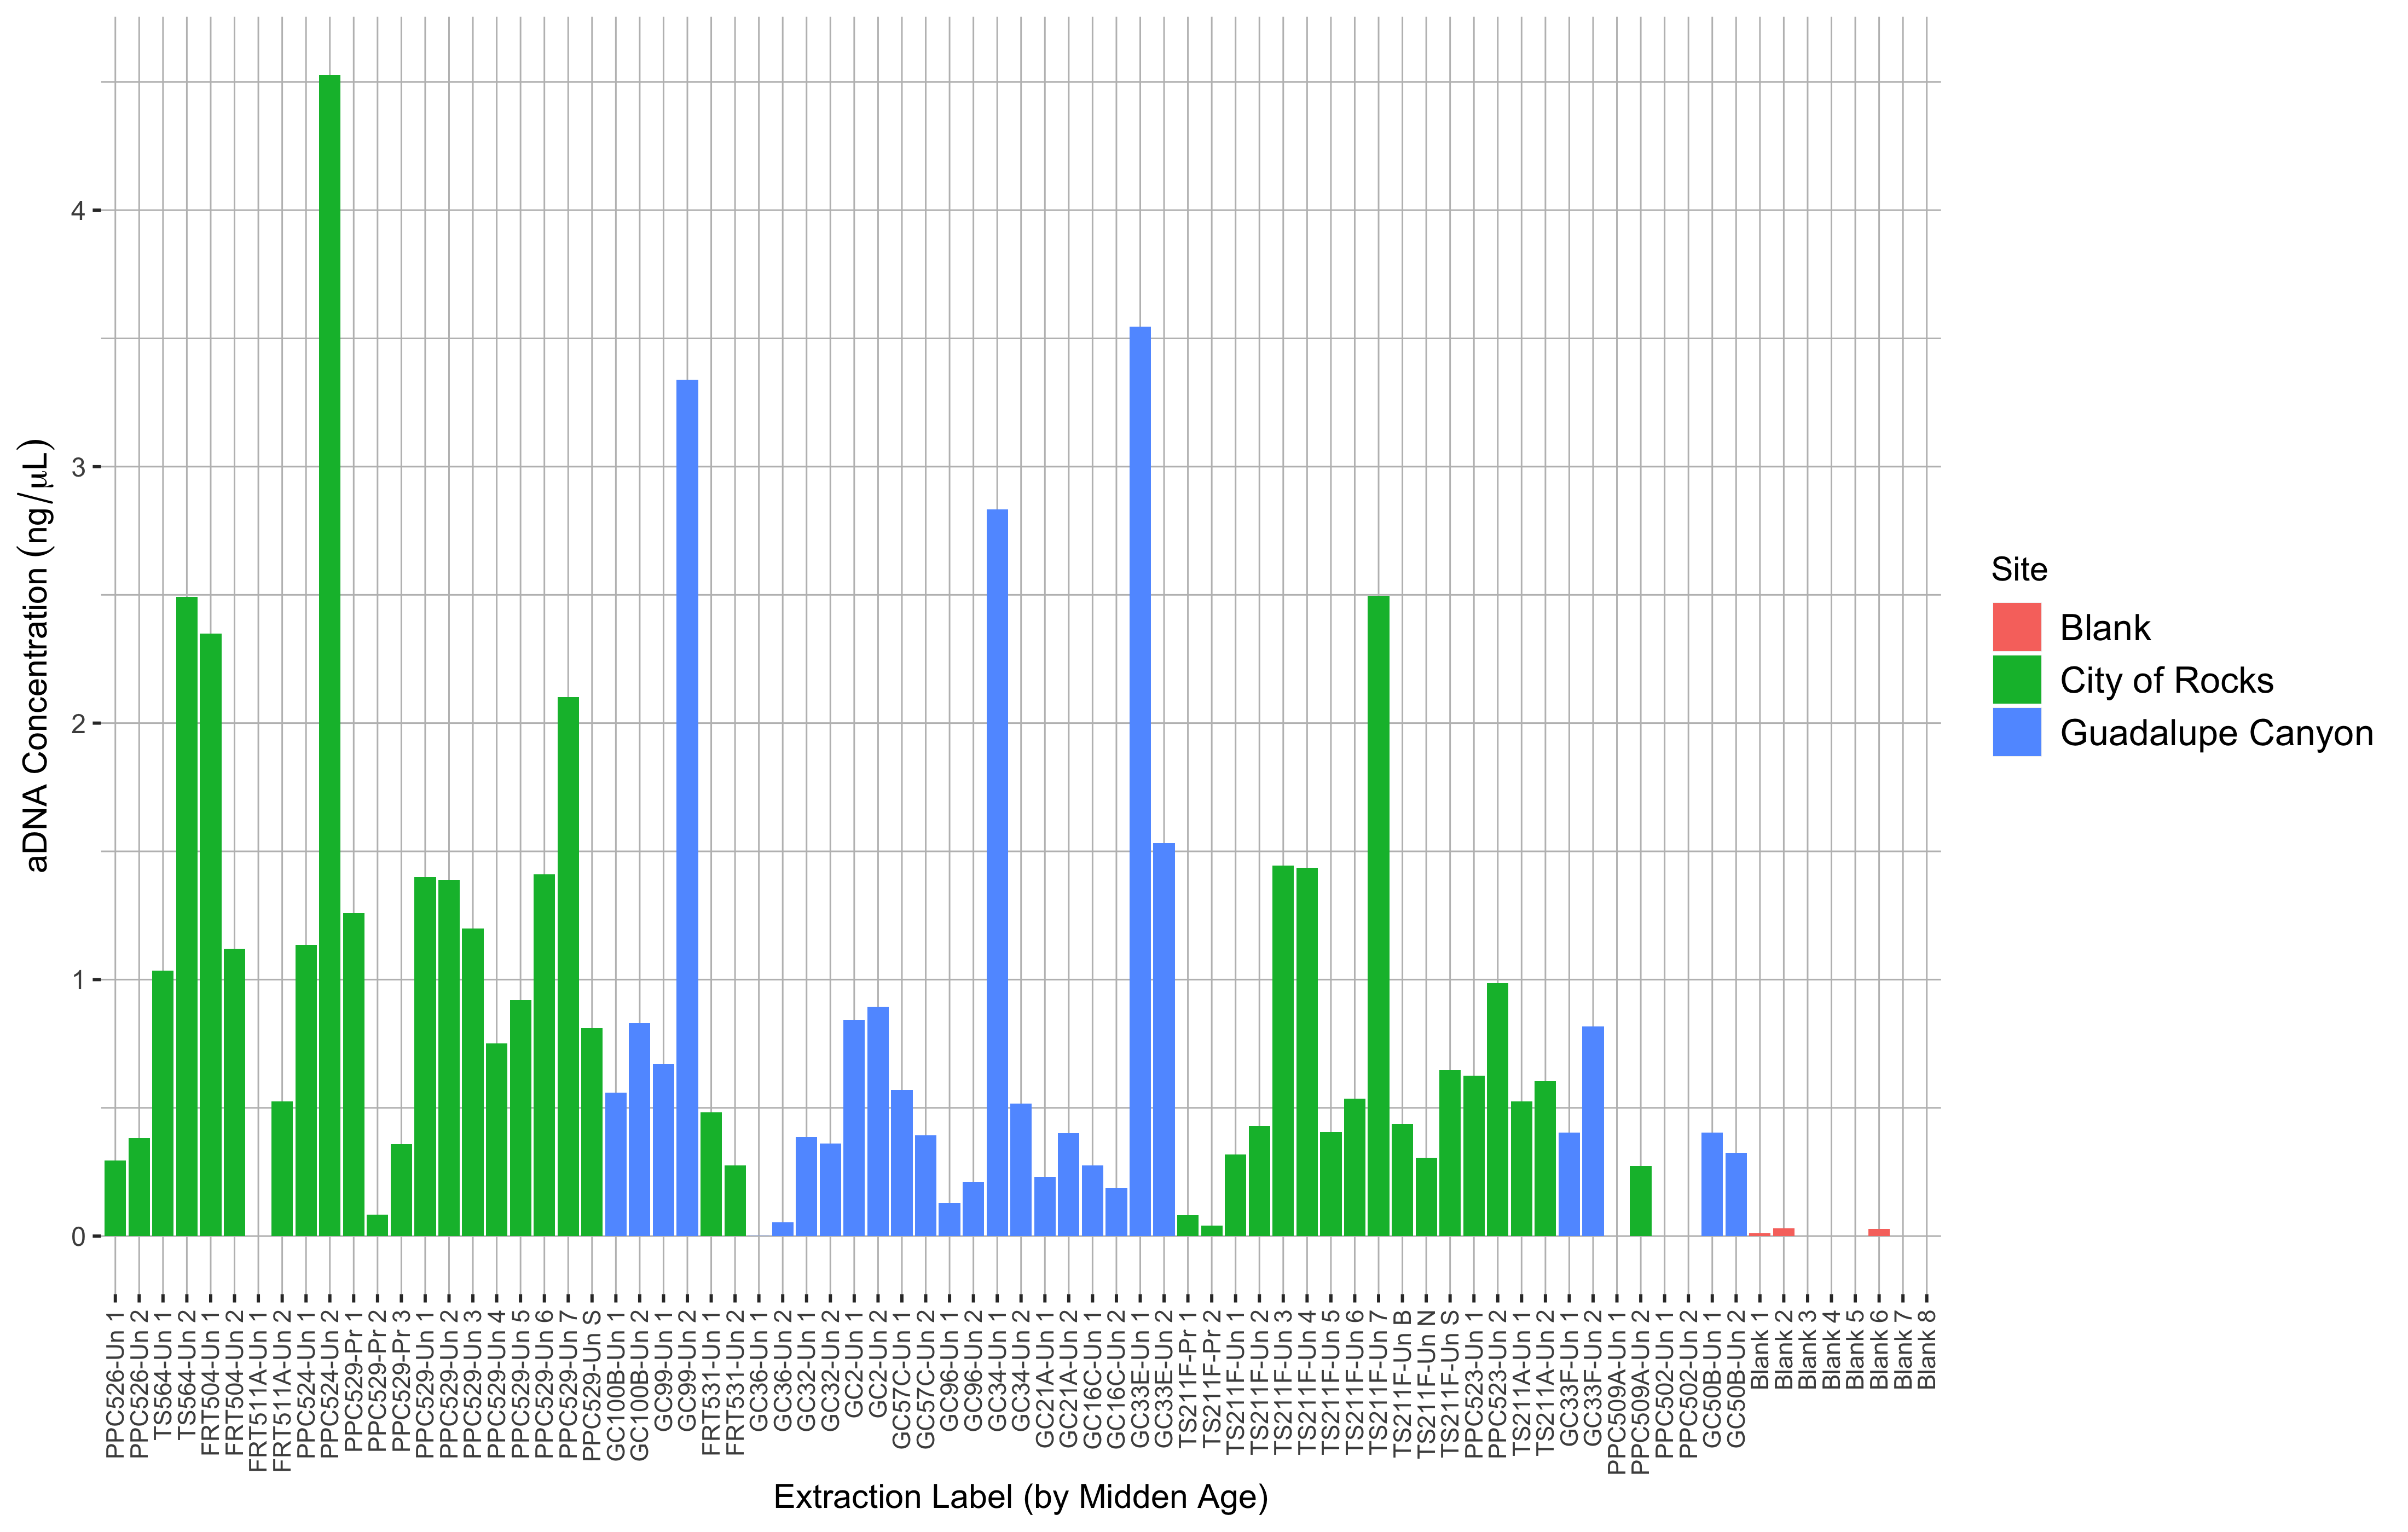 aDNA Concentration (ng/μL)
4
3
2
1
0
PPC526-Un 1
PPC526-Un 2
TS564-Un 1
TS564-Un 2
FRT504-Un 1
FRT504-Un 2
FRT511A-Un 1
FRT511A-Un 2
PPC524-Un 1
PPC524-Un 2
PPC529-Pr 1
PPC529-Pr 2
PPC529-Pr 3
PPC529-Un 1
PPC529-Un 2
PPC529-Un 3
PPC529-Un 4
PPC529-Un 5
PPC529-Un 6
PPC529-Un 7
PPC529-Un S
GC100B-Un 1
GC100B-Un 2
GC99-Un 1
GC99-Un 2
FRT531-Un 1
FRT531-Un 2
GC36-Un 1
GC36-Un 2
GC32-Un 1
GC32-Un 2
GC2-Un 1
GC2-Un 2
GC57C-Un 1
GC57C-Un 2
GC96-Un 1
GC96-Un 2
GC34-Un 1
GC34-Un 2
GC21A-Un 1
GC21A-Un 2
GC16C-Un 1
GC16C-Un 2
GC33E-Un 1
GC33E-Un 2
TS211F-Pr 1
TS211F-Pr 2
TS211F-Un 1
TS211F-Un 2
TS211F-Un 3
TS211F-Un 4
TS211F-Un 5
TS211F-Un 6
TS211F-Un 7
TS211F-Un B
TS211F-Un N
TS211F-Un S
PPC523-Un 1
PPC523-Un 2
TS211A-Un 1
TS211A-Un 2
GC33F-Un 1
GC33F-Un 2
PPC509A-Un 1
PPC509A-Un 2
PPC502-Un 1
PPC502-Un 2
GC50B-Un 1
GC50B-Un 2
Blank 1
Blank 2
Blank 3
Blank 4
Blank 5
Blank 6
Blank 7
Blank 8
Extraction Label (by Midden Age)
Site
Blank
City of Rocks
Guadalupe Canyon